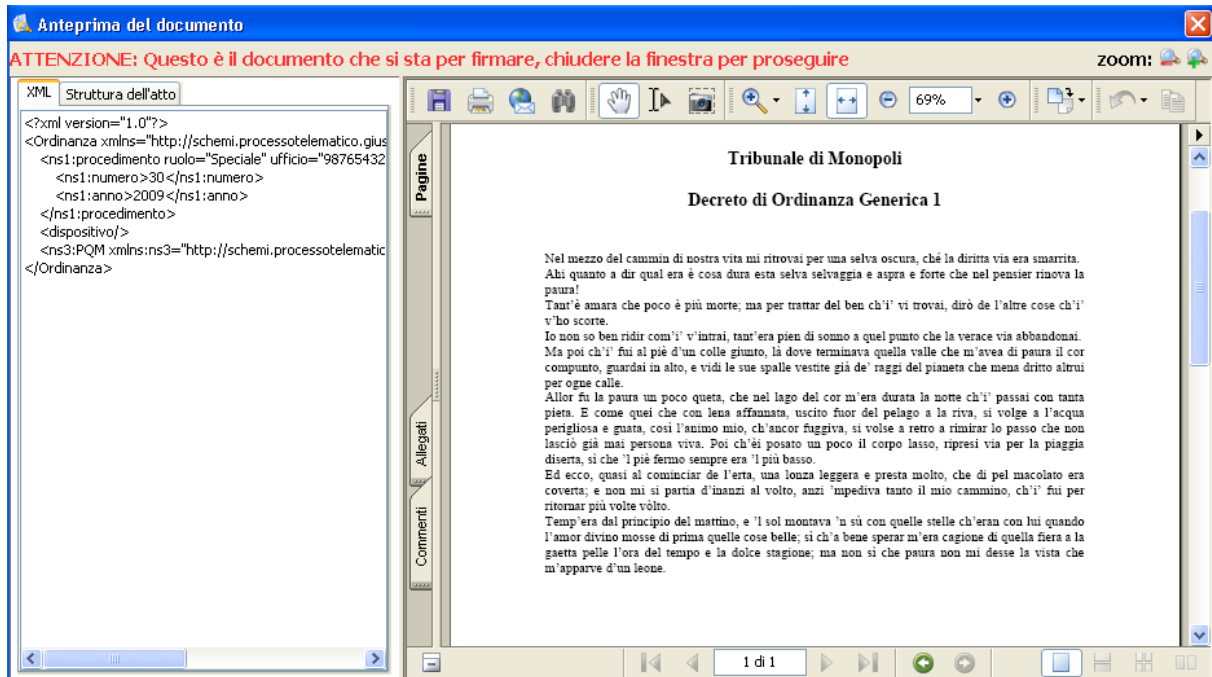 Anteprima del documento
ATTENZIONE: Questo è il documento che si sta per firmare, chiudere la finestra per proseguire
zoom:
XML Struttura dell'atto
<?xml version="1.0"?>
<Ordinanza xmlns="http://schemi.processotelematico.gius
<ns1:procedimento ruolo="Speciale" ufficio="98765432
<ns1:numero>30</ns1:numero>
<ns1:anno>2009</ns1:anno>
</ns1:procedimento>
<dispositivo/>
<ns3:PQM xmlns:ns3="http://schemi.processotelematic
</Ordinanza>
69%
Pagine
Allegati
Commenti
Tribunale di Monopoli
Decreto di Ordinanza Generica 1
Nel mezzo del cammin di nostra vita mi ritrovai per una selva oscura, ché la diritta via era smarrita.
Ahi quanto a dir qual era è cosa dura esta selva selvaggia e aspra e forte che nel pensier rinova la
paura!
Tant'è amara che poco è più morte; ma per trattar del ben ch'i' vi trovai, dirò de l'altre cose ch'i'
v'ho scorte.
Io non so ben ridir com'i' v'intrai, tant'era pien di sonno a quel punto che la verace via abbandonai.
Ma poi ch'i' fui al piè d'un colle giunto, là dove terminava quella valle che m'avea di paura il cor
compunto, guardai in alto, e vidi le sue spalle vestite già de' raggi del pianeta che mena dritto altrui
per ogne calle.
Allor fu la paura un poco queta, che nel lago del cor m'era durata la notte ch'i' passai con tanta
pieta. E come quei che con lena affannata, uscito fuor del pelago a la riva, si volge a l'acqua
perigliosa e guata, così l'animo mio, ch'ancor fuggiva, si volse a retro a rimirar lo passo che non
lasciò già mai persona viva. Poi ch'èi posato un poco il corpo lasso, ripresi via per la piaggia
diserta, sì che 'l piè fermo sempre era 'l più basso.
Ed ecco, quasi al cominciar de l'erta, una lonza leggera e presta molto, che di pel macolato era
coverta; e non mi si partia d'inanzi al volto, anzi 'mpediva tanto il mio cammino, ch'i' fui per
ritornar più volte vòlto.
Temp'era dal principio del mattino, e 'l sol montava 'n sù con quelle stelle ch'eran con lui quando
l'amor divino mosse di prima quelle cose belle; sì ch'a bene sperar m'era cagione di quella fiera a la
gaetta pelle l'ora del tempo e la dolce stagione; ma non sì che paura non mi desse la vista che
m'apparve d'un leone.
1 di 1